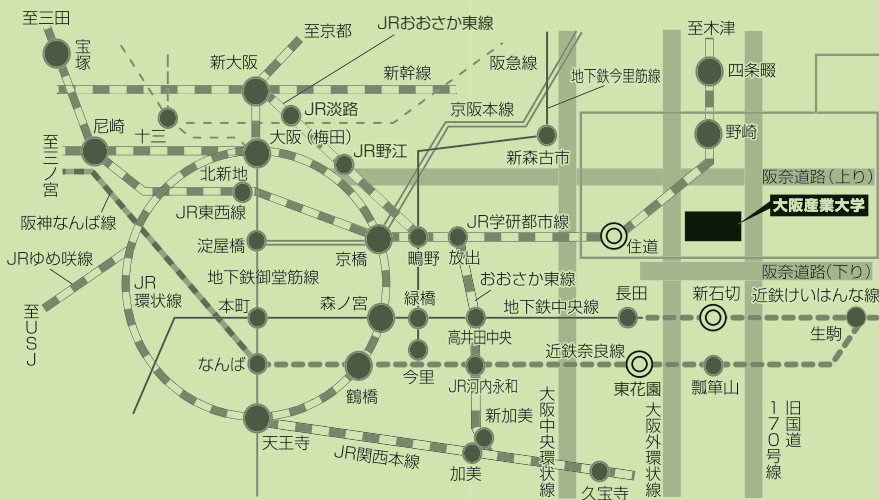 至三田
宝塚
新大阪
至京都
JRおおさか東線
新幹線
阪急線
地下鉄今里筋線
至木津
四条畷
尼崎
十三
JR淡路
大阪（梅田）
京阪本線
新森古市
野崎
至三ノ宮
北新地
JR野江
阪奈道路（上り）
大阪産業大学
JR東西線
阪神なんば線
淀屋橋
京橋
鴫野
放出
JR学研都市線
住道
JRゆめ咲線
JR
環状線
地下鉄御堂筋線
おおさか東線
阪奈道路（下り）
至USJ
本町
森ノ宮
緑橋
地下鉄中央線
長田
新石切
近鉄けいはんな線
高井田中央
生駒
なんば
今里
近鉄奈良線
鶴橋
JR河内永和
東花園
瓢箪山
新加美
大阪中央環状線
大阪外環状線
旧国道
170号線
天王寺
JR関西本線
加美
久宝寺